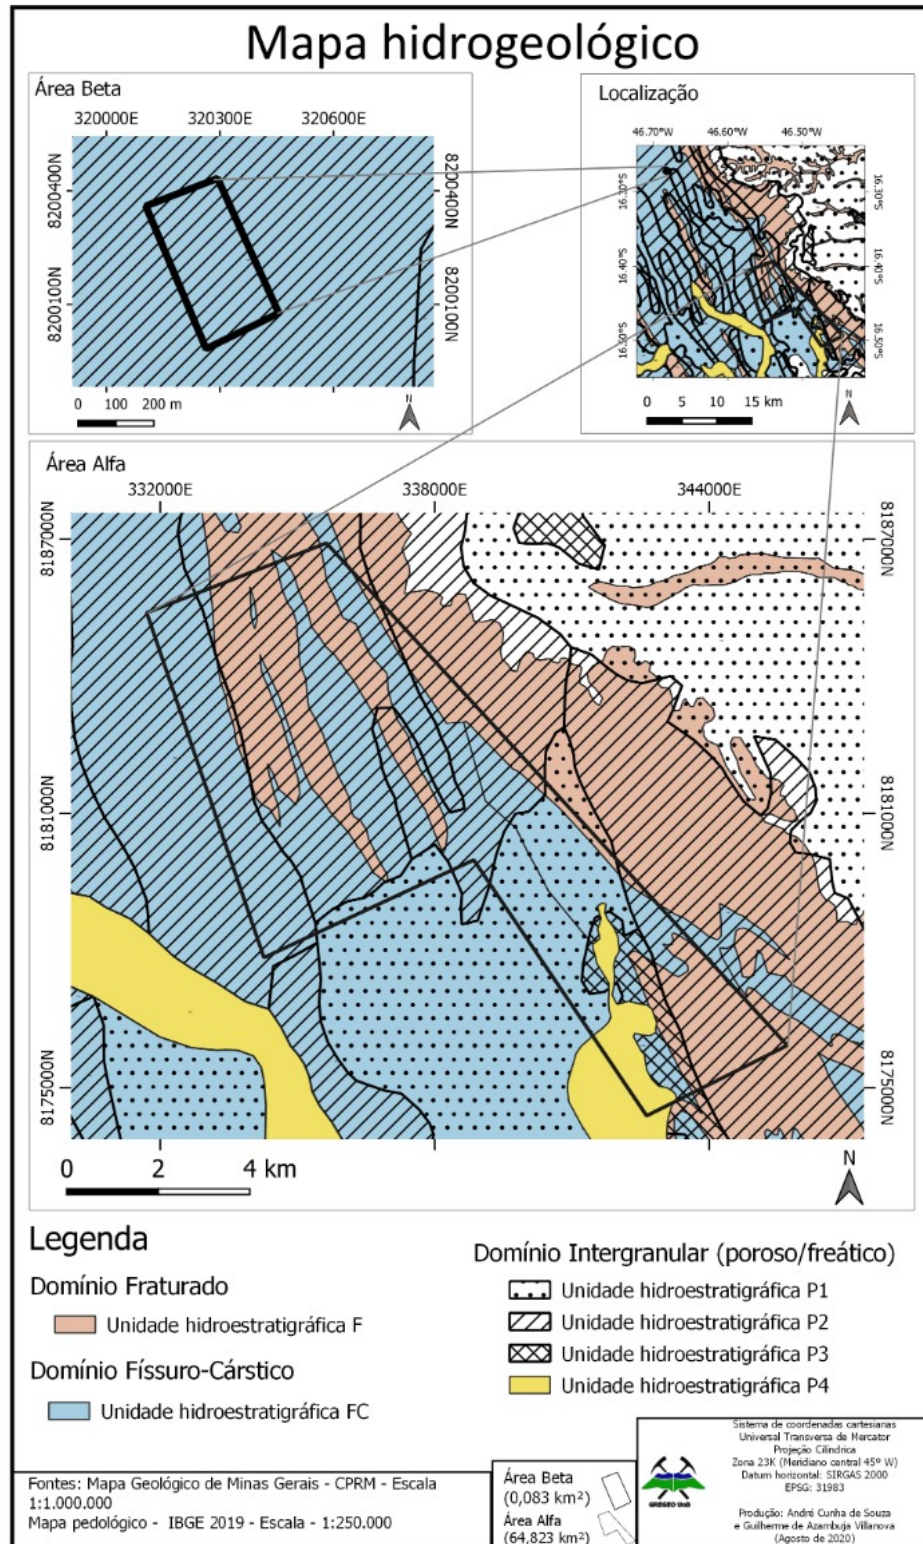 Mapa hidrogeológico
Área Beta
320000E 320300E 320600E
8200400N
8200100N
8200400N
8200100N
0 100 200 m
N
Localização
46.70°W 46.60°W 46.50°W
16.30°S
16.40°S
16.50°S
16.30°S
16.40°S
16.50°S
0 5 10 15 km
N
Área Alfa
332000E 338000E 344000E
8187000N
8181000N
8175000N
8187000N
8181000N
8175000N
0 2 4 km
N
Legenda
Domínio Fraturado
Unidade hidroestratigráfica F
Domínio Físsuro-Cárstico
Unidade hidroestratigráfica FC
Domínio Intergranular (poroso/freático)
Unidade hidroestratigráfica P1
Unidade hidroestratigráfica P2
Unidade hidroestratigráfica P3
Unidade hidroestratigráfica P4
Fontes: Mapa Geológico de Minas Gerais - CPRM - Escala
1:1.000.000
Mapa pedológico - IBGE 2019 - Escala - 1:250.000
Área Beta
(0,083 km²)
Área Alfa
(64,823 km²)
GREGEO UnB
Sistema de coordenadas cartesianas
Universal Transversa de Mercator
Projeção Cilíndrica
Zona 23K (Meridiano central 45º W)
Datum horizontal: SIRGAS 2000
EPSG: 31983
Produção: André Cunha de Souza
e Guilherme de Azambuja Villanova
(Agosto de 2020)